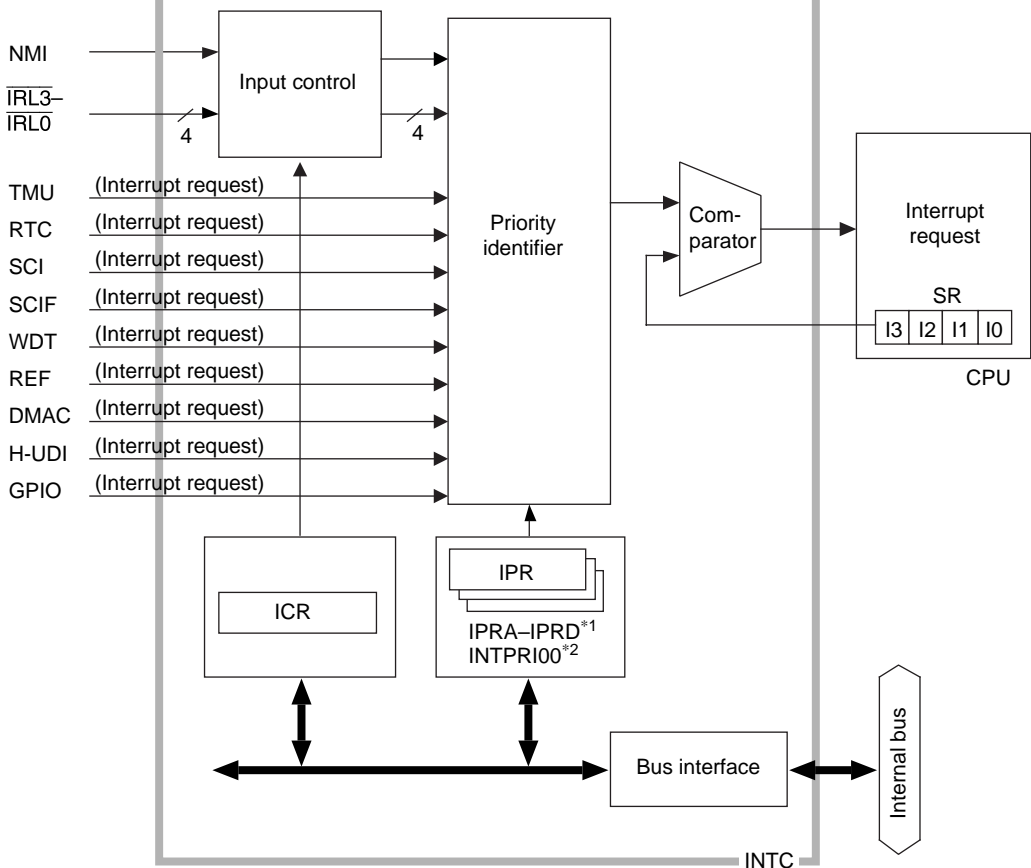 NMI
IRL3–
IRL0
4
Input control
4
TMU (Interrupt request)
RTC (Interrupt request)
SCI (Interrupt request)
SCIF (Interrupt request)
WDT (Interrupt request)
REF (Interrupt request)
DMAC (Interrupt request)
H-UDI (Interrupt request)
GPIO (Interrupt request)
Priority
identifier
Com-
parator
Interrupt
request
SR
I3 I2 I1 I0
CPU
ICR
IPR
IPRA–IPRD*1
INTPRI00*2
Bus interface
Internal bus
INTC